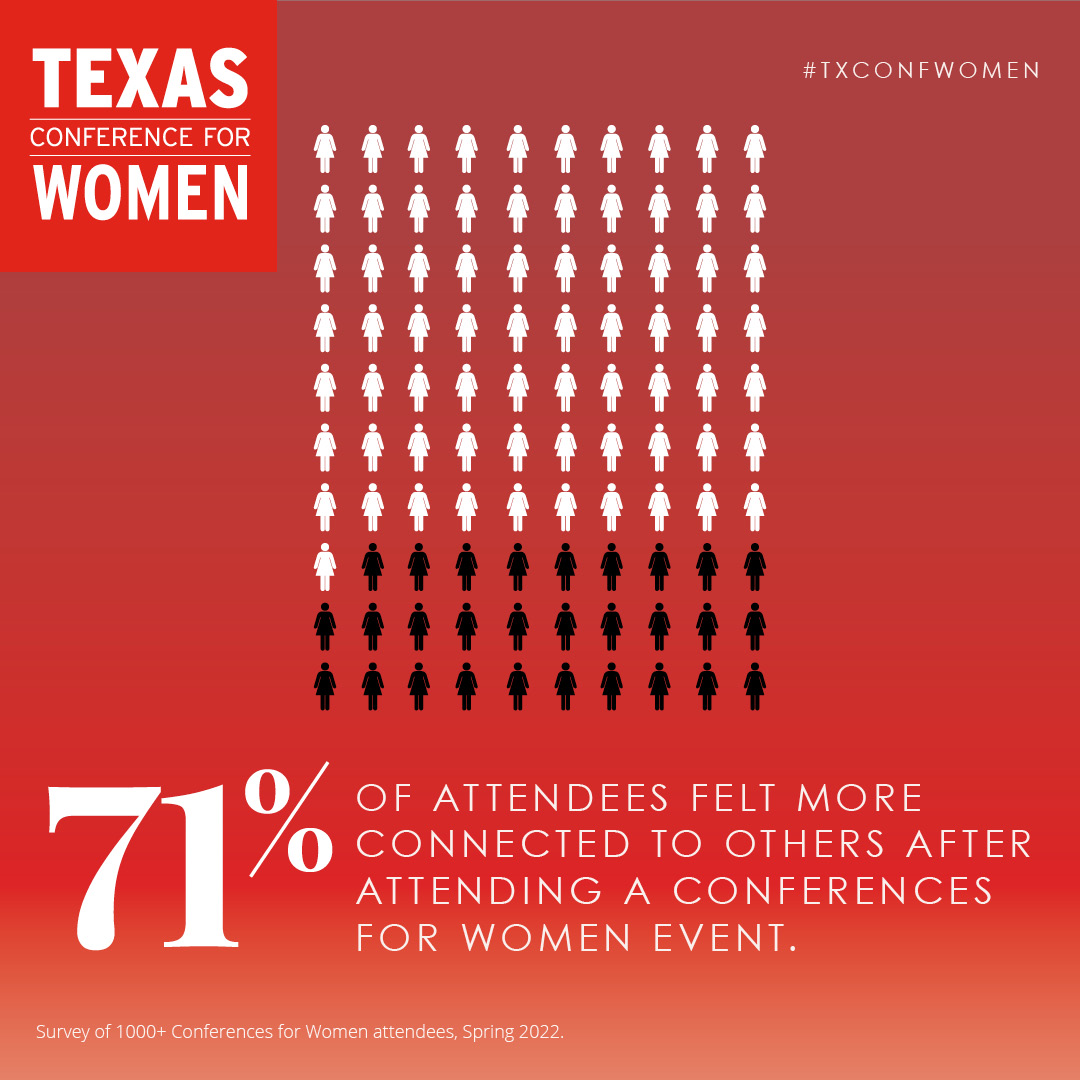 TEXAS
CONFERENCE FOR
WOMEN
#TXCONFWOMEN
71%
OF ATTENDEES FELT MORE
CONNECTED TO OTHERS AFTER
ATTENDING A CONFERENCES
FOR WOMEN EVENT.
Survey of 1000+ Conferences for Women attendees, Spring 2022.